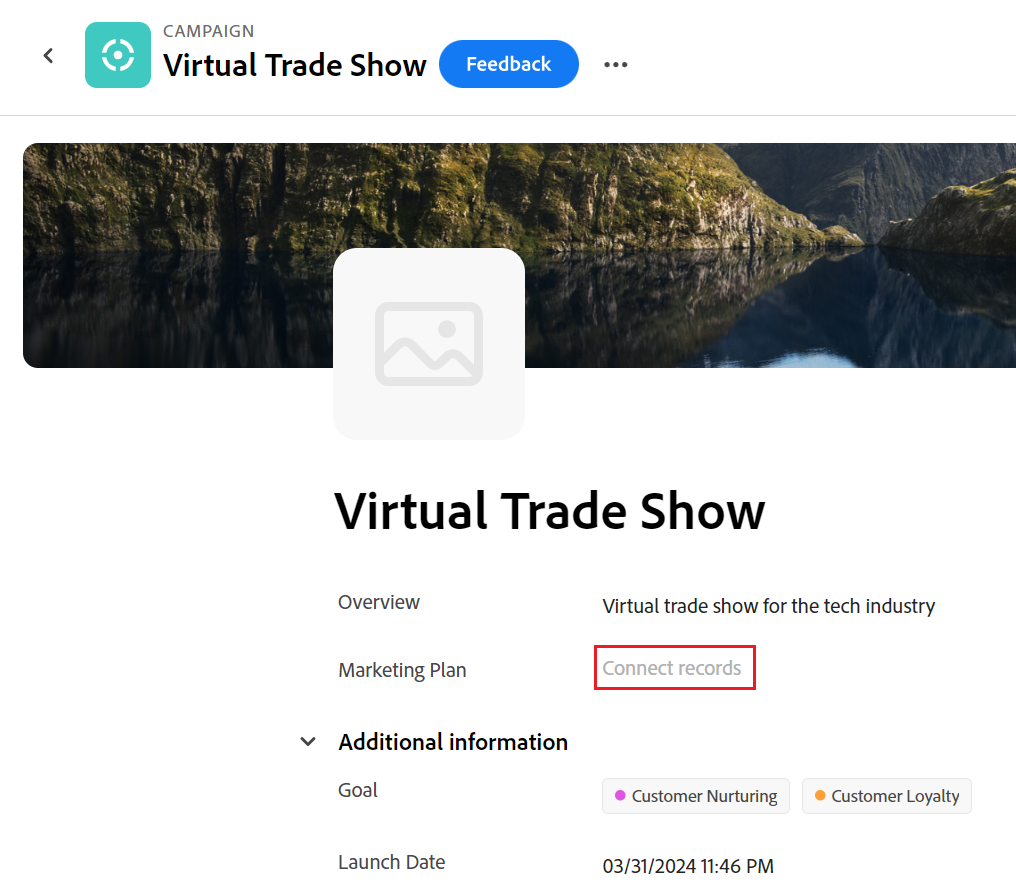 CAMPAIGN
Virtual Trade Show
Feedback
Virtual Trade Show
Overview
Virtual trade show for the tech industry
Marketing Plan
Connect records
Additional information
Goal
Customer Nurturing
Customer Loyalty
Launch Date
03/31/2024 11:46 PM